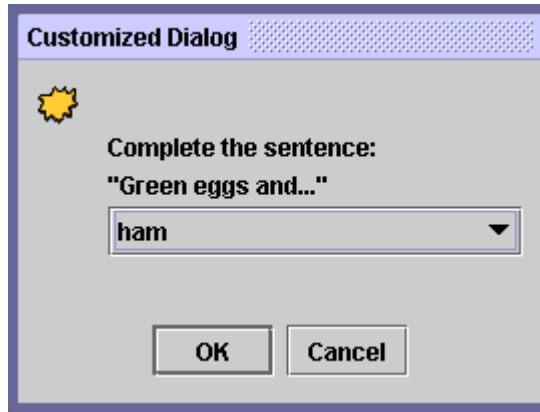 Customized Dialog
Complete the sentence:
"Green eggs and..."
ham
OK Cancel